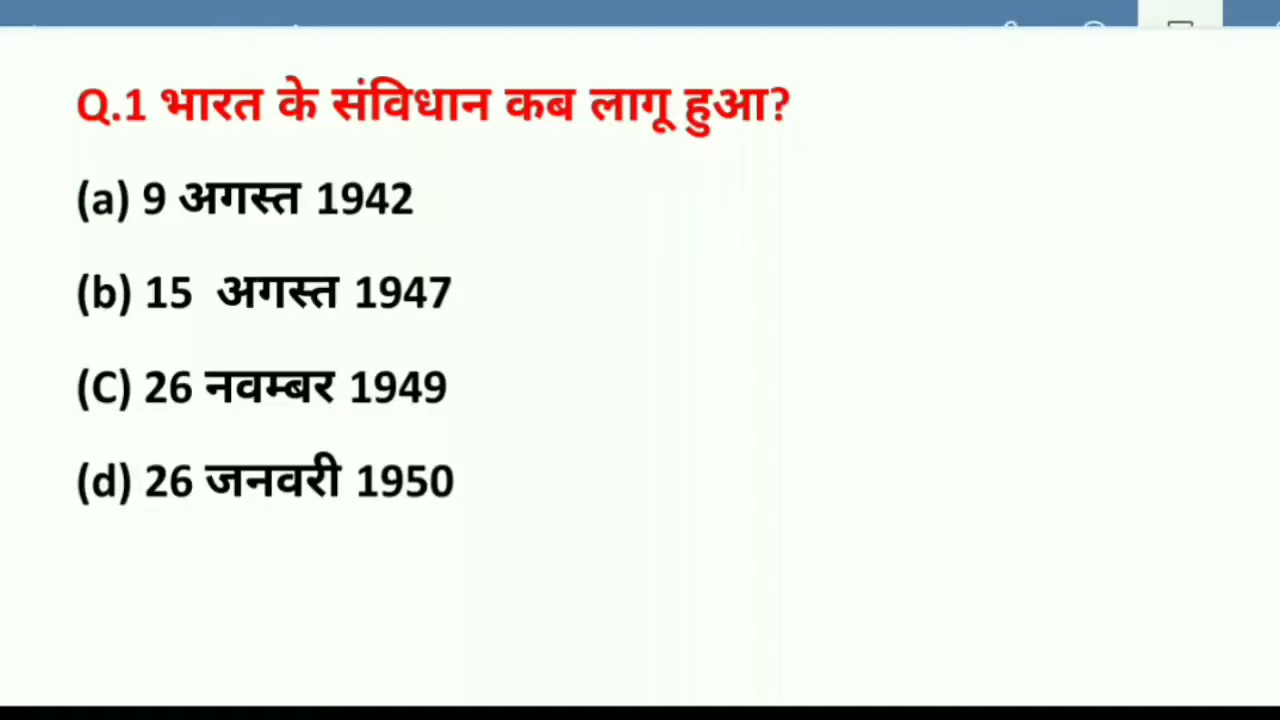 Q.1 भारत के संविधान कब लागू हुआ?
(a) 9 अगस्त 1942
(b) 15 अगस्त 1947
(C) 26 नवम्बर 1949
(d) 26 जनवरी 1950